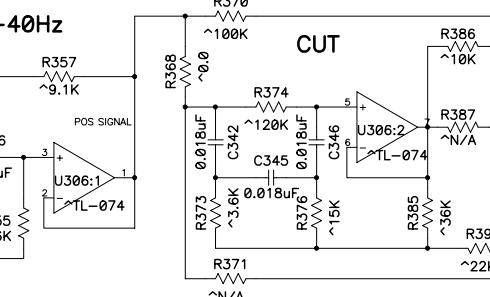 -40Hz
R370
^100K
CUT
R386
^10K
R357
^9.1K
R368
^0.0
R374
^120K
POS SIGNAL
0.018uF
C342
0.018uF
C346
5
+
6
-
7
U306:2
^TL-074
R387
^N/A
3
+
2
-
1
U306:1
^TL-074
C345
0.018uF
R373
^3.6K
R376
^15K
R385
^36K
R371
^N/A